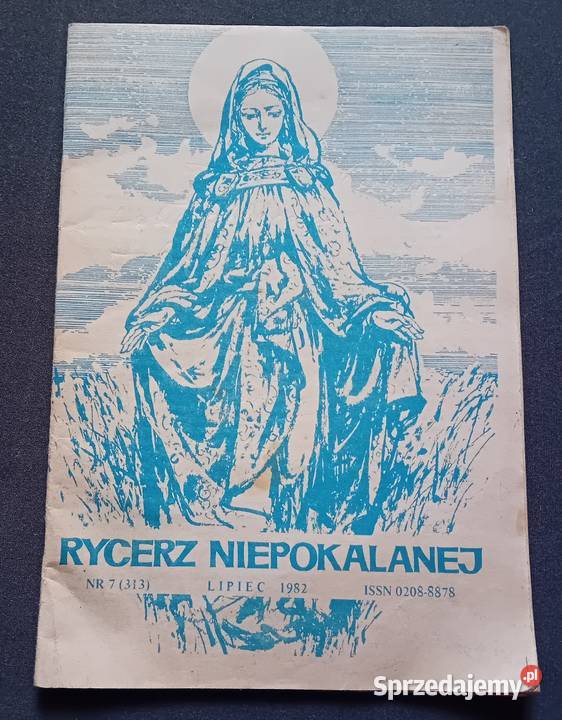 RYCERZ NIEPOKALANEJ
NR 7 (313) LIPIEC 1982 ISSN 0208-8878
Sprzedajemy.pl